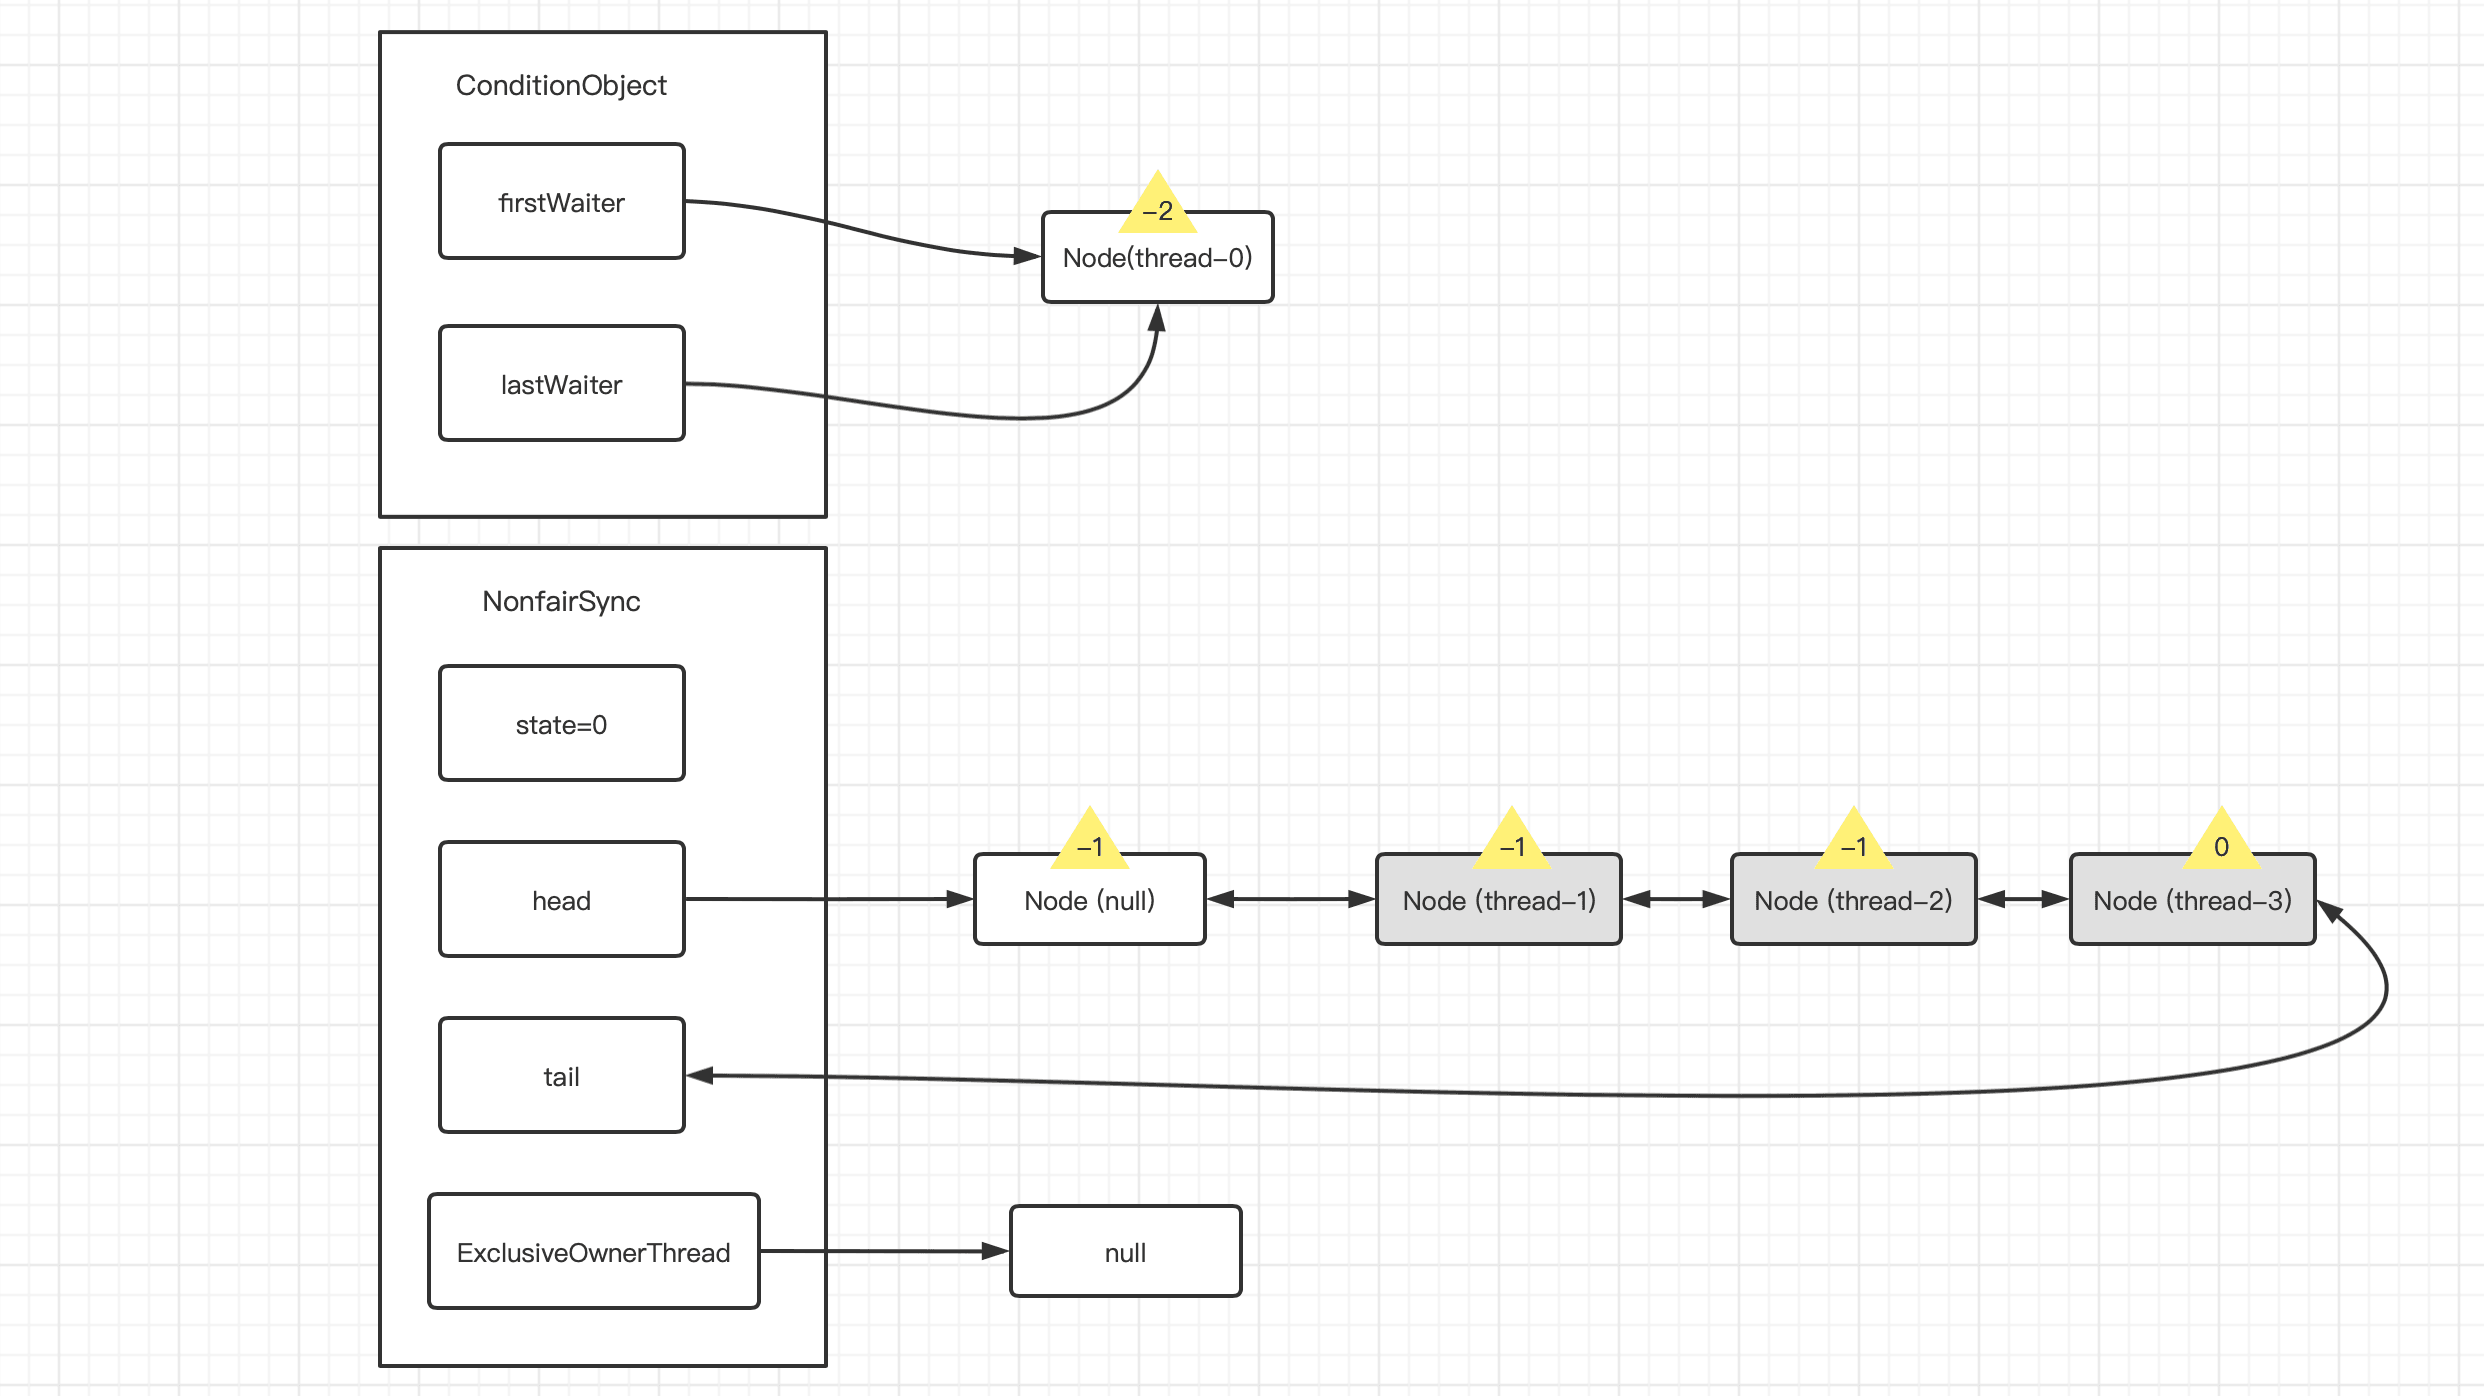 ConditionObject
firstWaiter
-2
Node(thread-0)
lastWaiter
NonfairSync
state=0
head
-1
Node (null)
-1
Node (thread-1)
-1
Node (thread-2)
0
Node (thread-3)
tail
ExclusiveOwnerThread
null